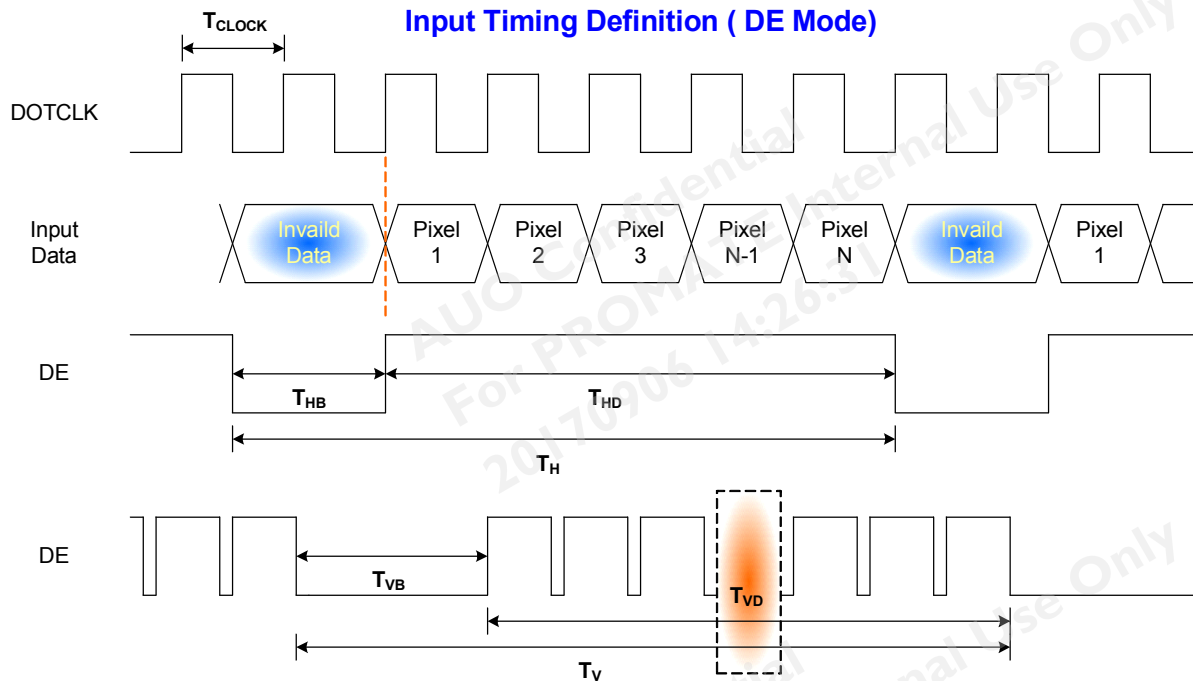 Input Timing Definition ( DE Mode)
TCLOCK
DOTCLK
Input
Data
Invaild
Data
Pixel
1
Pixel
2
Pixel
3
Pixel
N-1
Pixel
N
Invaild
Data
Pixel
1
DE
THB
THD
TH
DE
TVB
TVD
TV
AUO Confidential
For PROMATE Internal Use Only
20170906 14:26:31
ial
nal Use Only